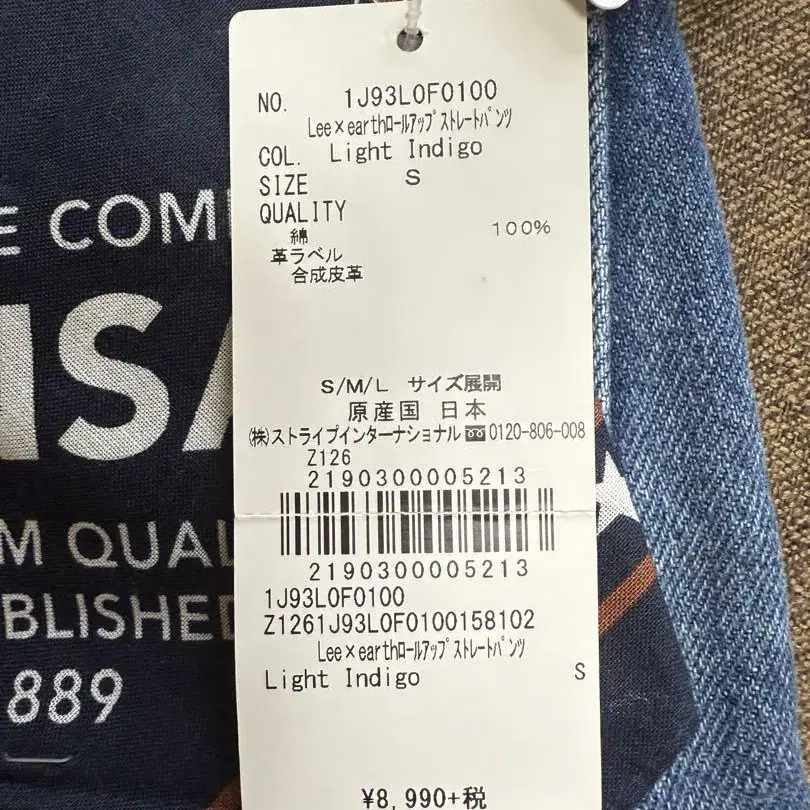 NO. 1J93L0F0100
Lee×earthﾛｰﾙｱｯﾌﾟｽﾄﾚｰﾄﾊﾟﾝﾂ
COL. Light Indigo
SIZE S
QUALITY
綿 100%
革ラベル
合成皮革
S/M/L サイズ展開
原産国 日本
(株)ストライプインターナショナル 0120-806-008
Z126
2190300005213
2190300005213
1J93L0F0100
Z1261J93L0F0100158102
Lee×earthﾛｰﾙｱｯﾌﾟｽﾄﾚｰﾄﾊﾟﾝﾂ
Light Indigo S
¥8,990+税
E COM
SA
M QUAL
BLISHED
889